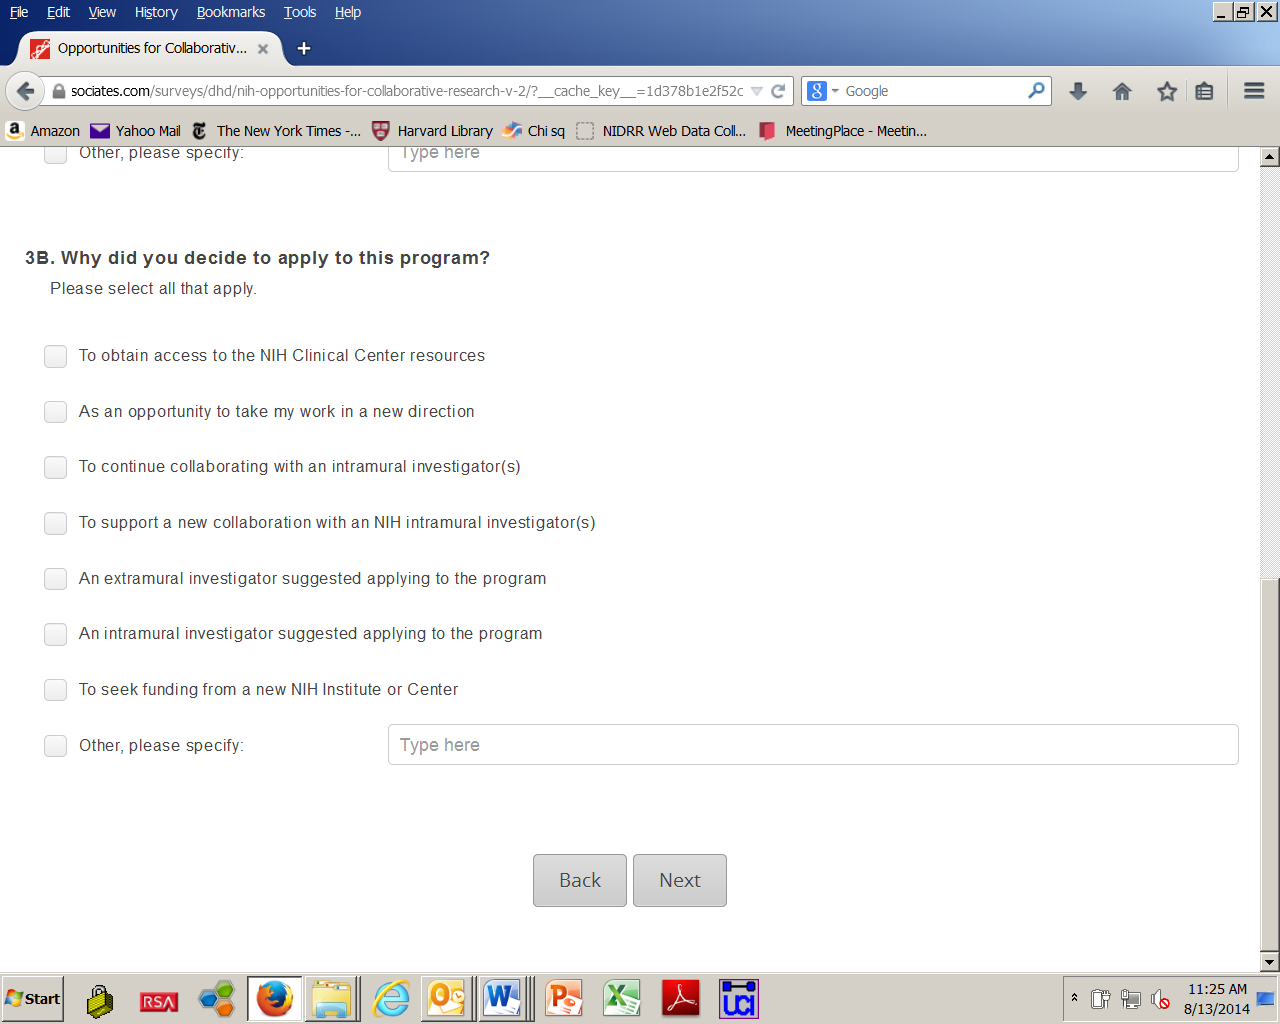 File Edit View History Bookmarks Tools Help
Opportunities for Collaborativ...
sociates.com/surveys/dhd/nih-opportunities-for-collaborative-research-v-2/?__cache_key__=1d378b1e2f52c
Google
Amazon Yahoo Mail The New York Times -... Harvard Library Chi sq NIDRR Web Data Coll... MeetingPlace - Meetin...
Other, please specify: Type here
3B. Why did you decide to apply to this program?
Please select all that apply.
To obtain access to the NIH Clinical Center resources
As an opportunity to take my work in a new direction
To continue collaborating with an intramural investigator(s)
To support a new collaboration with an NIH intramural investigator(s)
An extramural investigator suggested applying to the program
An intramural investigator suggested applying to the program
To seek funding from a new NIH Institute or Center
Other, please specify: Type here
Back Next
Start RSA UCI 11:25 AM
8/13/2014